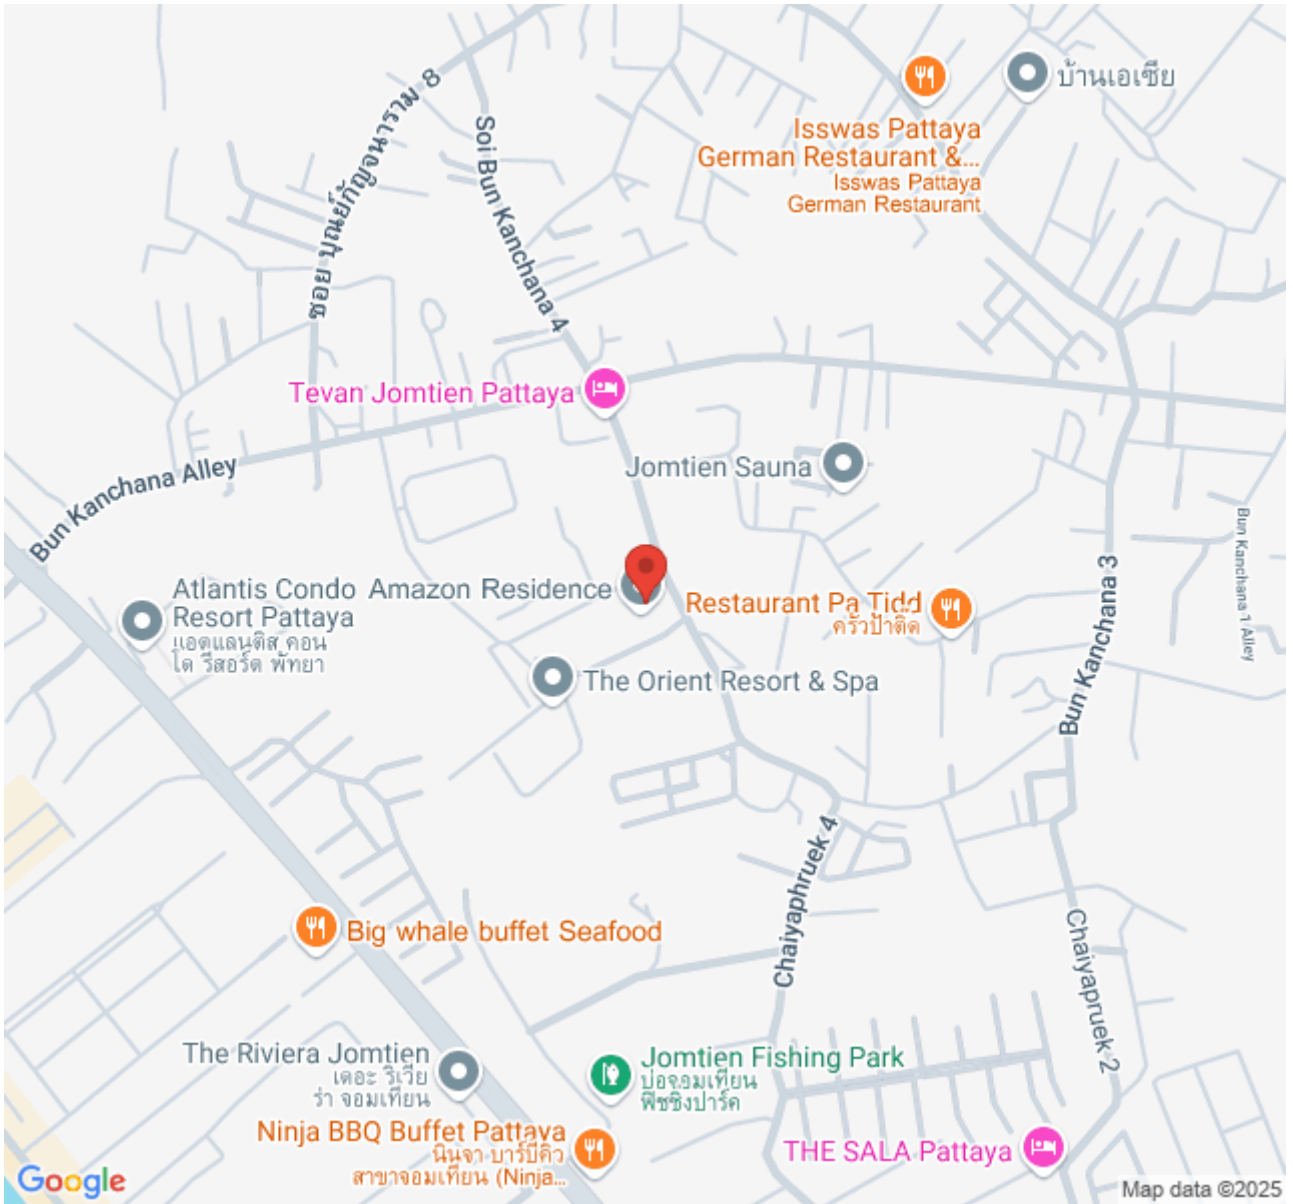 บ้านเอเซีย
Isswas Pattaya
German Restaurant &...
Isswas Pattaya
German Restaurant
ซอย บุณย์กัญจนาราม 8
Soi Bun Kanchana 4
Tevan Jomtien Pattaya
Jomtien Sauna
Bun Kanchana Alley
Bun Kanchana 1 Alley
Bun Kanchana 3
Atlantis Condo
Resort Pattaya
แอตแลนติส คอน
โด รีสอร์ต พัทยา
Amazon Residence
Restaurant Pa Tidd
ครัวป้าติ๊ด
The Orient Resort & Spa
Chaiyaphruek 4
Big whale buffet Seafood
Chaiyapruek 2
The Riviera Jomtien
เดอะ ริเวีย
ร่า จอมเทียน
Jomtien Fishing Park
บ่อจอมเทียน
ฟิชชิ่งปาร์ค
Ninja BBQ Buffet Pattaya
นินจา บาร์บีคิว
สาขาจอมเทียน (Ninja...
THE SALA Pattaya
Google
Map data ©2025